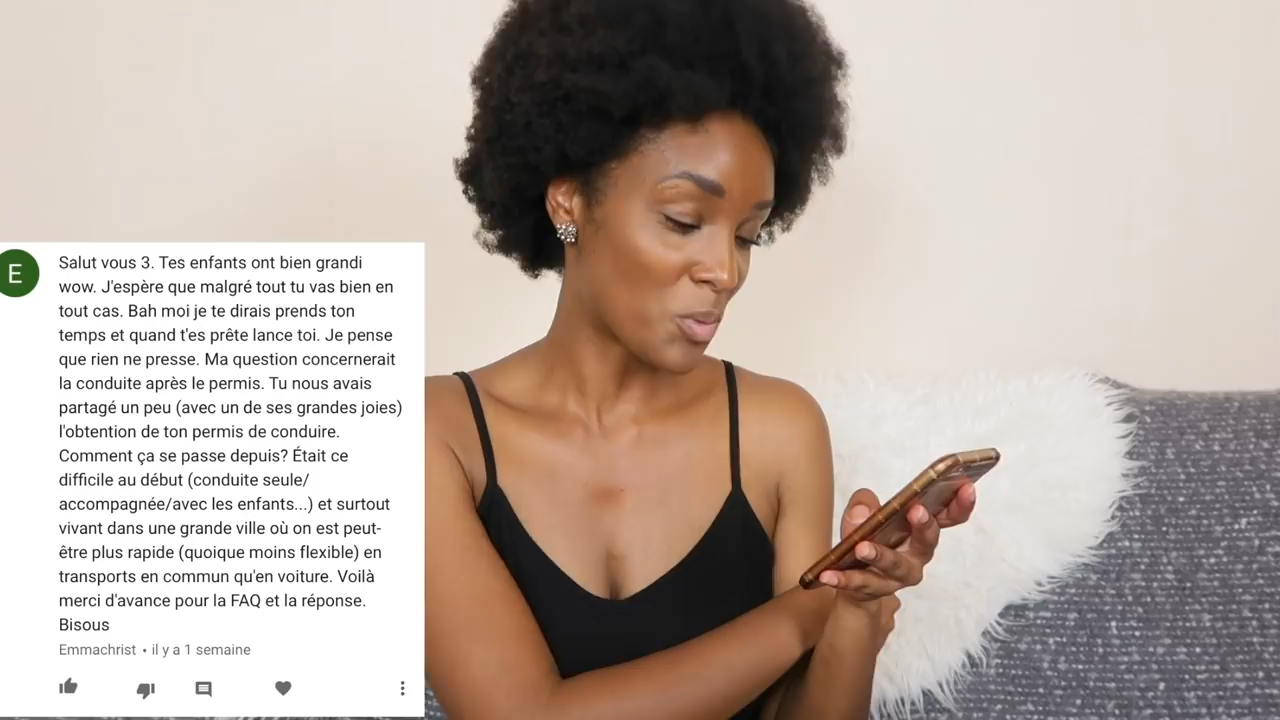 E
Salut vous 3. Tes enfants ont bien grandi
wow. J'espère que malgré tout tu vas bien en
tout cas. Bah moi je te dirais prends ton
temps et quand t'es prête lance toi. Je pense
que rien ne presse. Ma question concernerait
la conduite après le permis. Tu nous avais
partagé un peu (avec un de ses grandes joies)
l'obtention de ton permis de conduire.
Comment ça se passe depuis? Était ce
difficile au début (conduite seule/
accompagnée/avec les enfants...) et surtout
vivant dans une grande ville où on est peut-
être plus rapide (quoique moins flexible) en
transports en commun qu'en voiture. Voilà
merci d'avance pour la FAQ et la réponse.
Bisous
Emmachrist • il y a 1 semaine